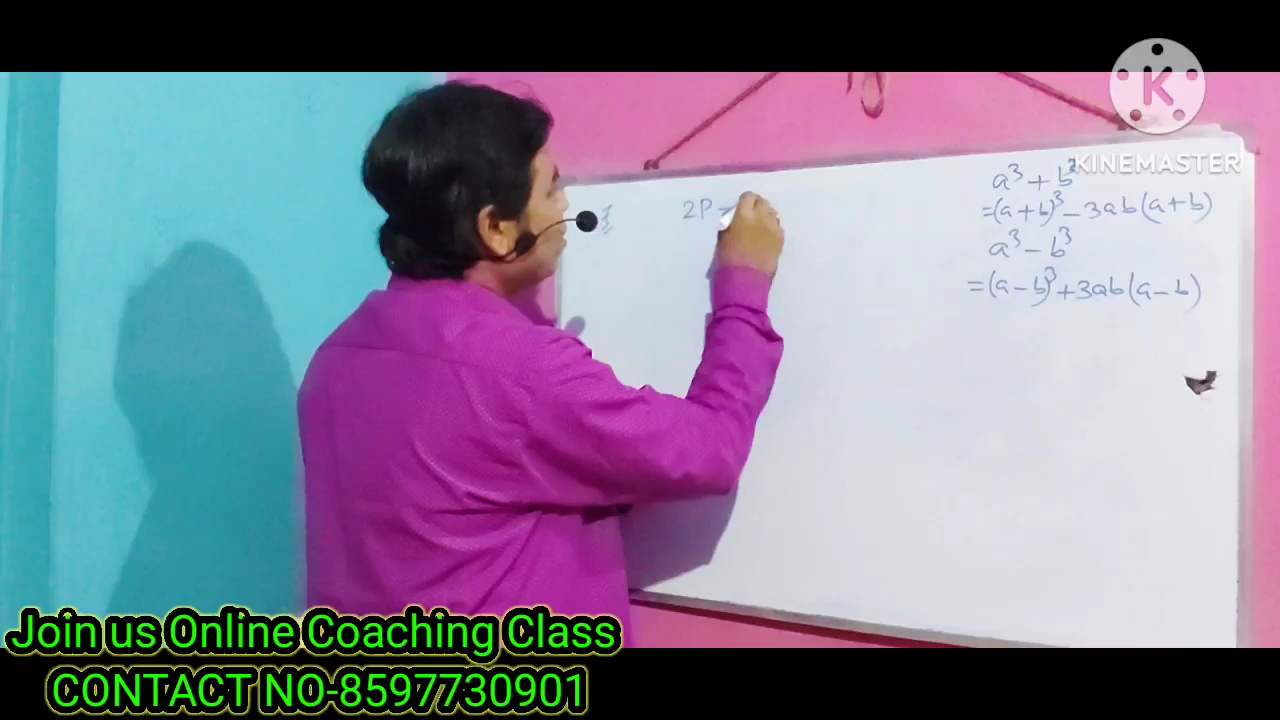 KINEMASTER
2P -
a³ + b³
=(a+b)³ - 3ab(a+b)
a³ - b³
=(a-b)³ + 3ab(a-b)
Join us Online Coaching Class
CONTACT NO-8597730901